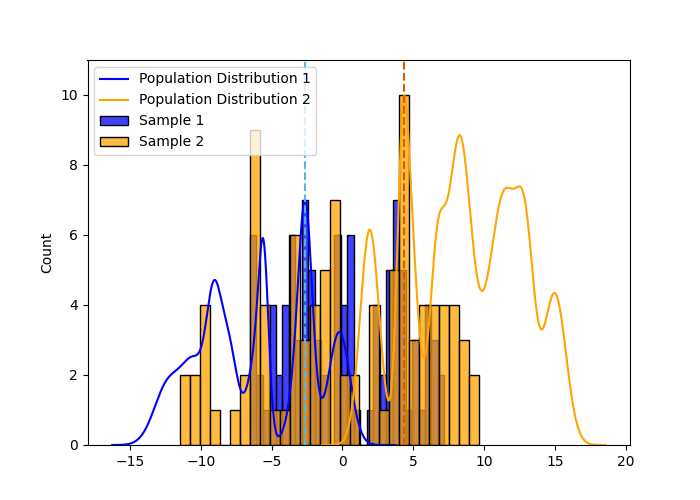 Population Distribution 1
Population Distribution 2
Sample 1
Sample 2
Count
10
8
6
4
2
0
−15 −10 −5 0 5 10 15 20